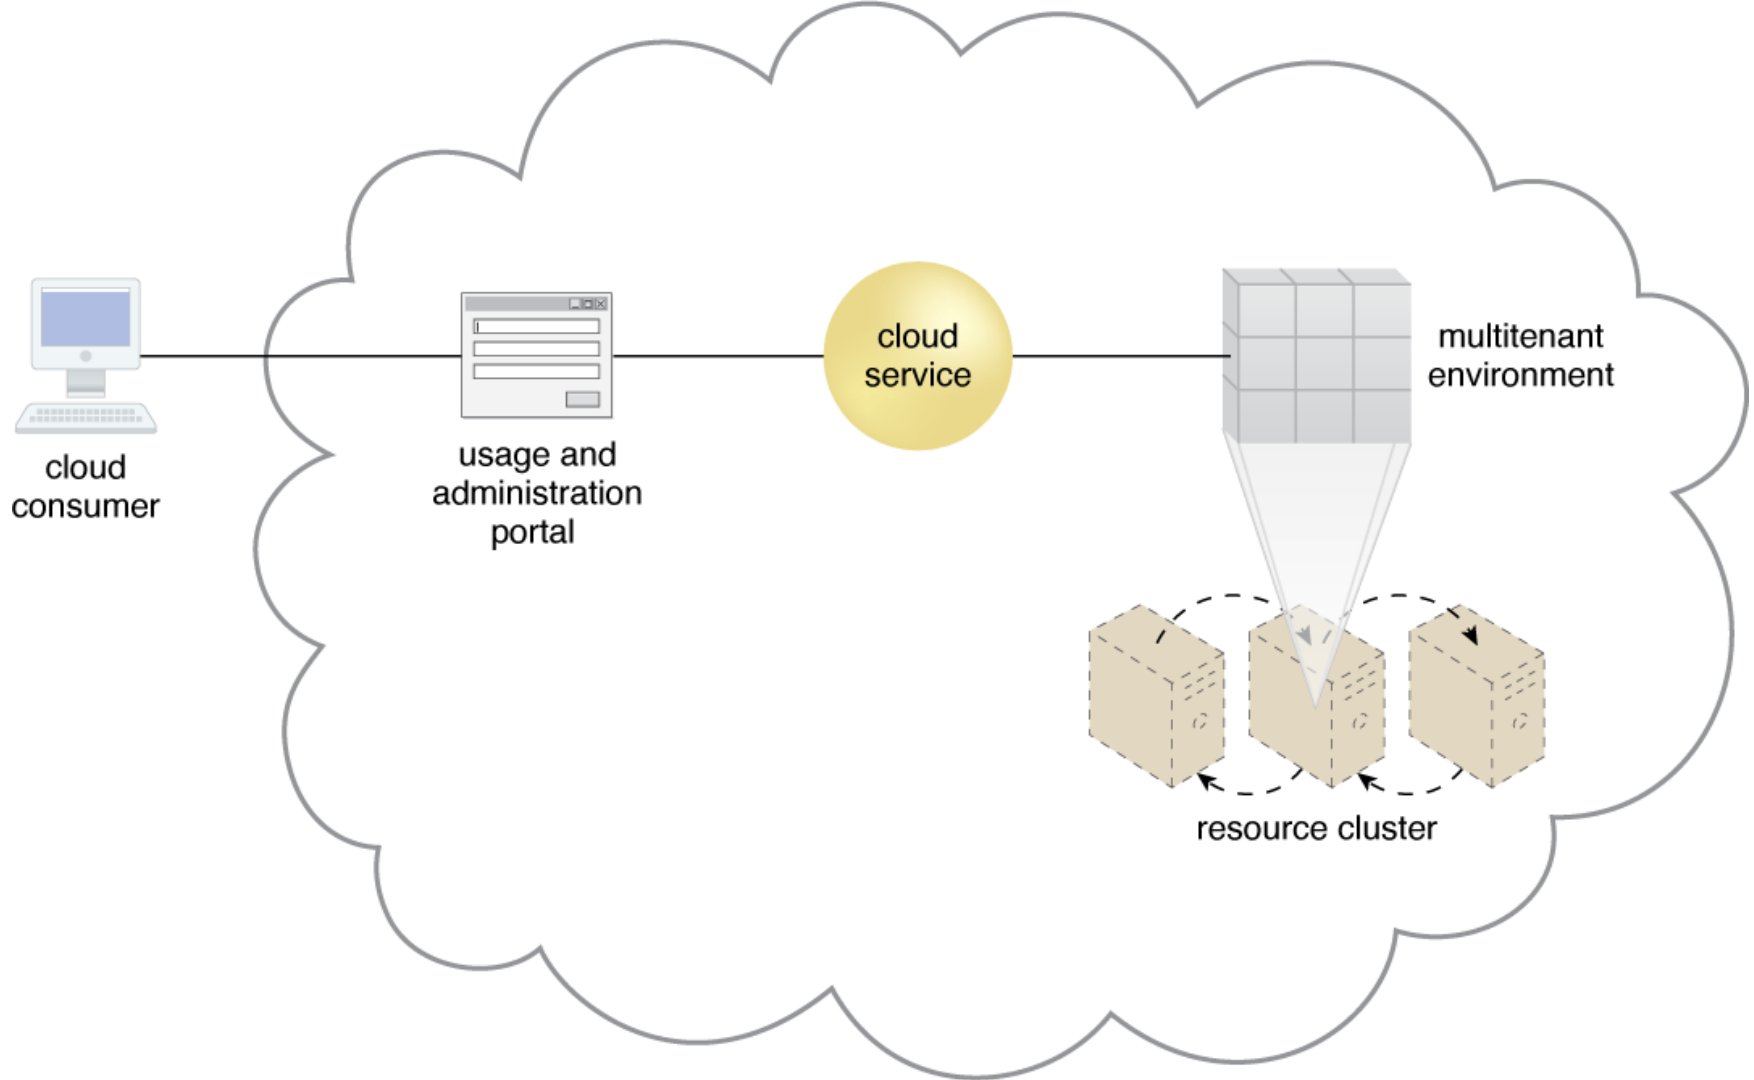 cloud
consumer
usage and
administration
portal
cloud
service
multitenant
environment
resource cluster